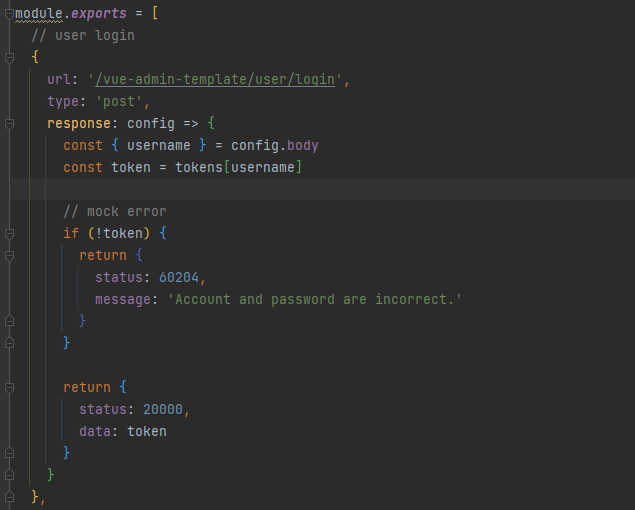 module.exports = [
// user login
{
url: '/vue-admin-template/user/login',
type: 'post',
response: config => {
const { username } = config.body
const token = tokens[username]
// mock error
if (!token) {
return {
status: 60204,
message: 'Account and password are incorrect.'
}
}
return {
status: 20000,
data: token
}
}
},